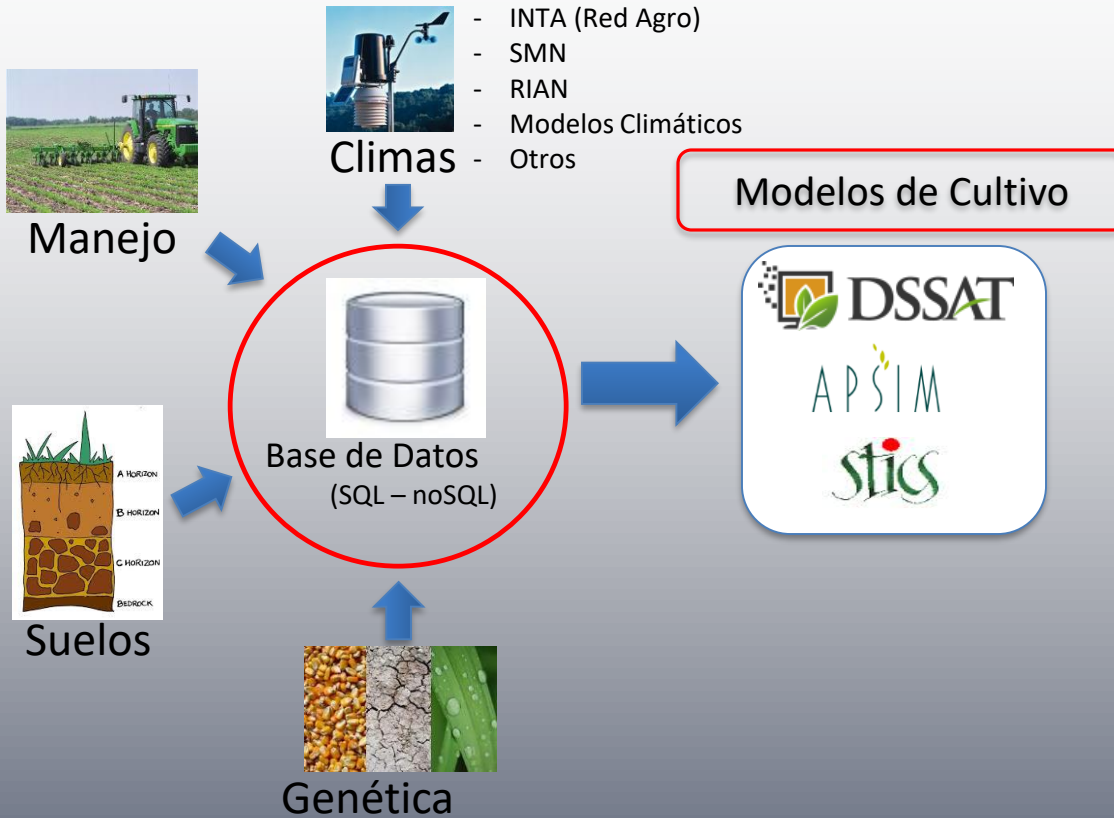 - INTA (Red Agro)
- SMN
- RIAN
- Modelos Climáticos
- Otros
Climas
Manejo
Modelos de Cultivo
DSSAT
APSIM
STICS
Base de Datos
(SQL – noSQL)
A HORIZON
B HORIZON
C HORIZON
BEDROCK
Suelos
Genética